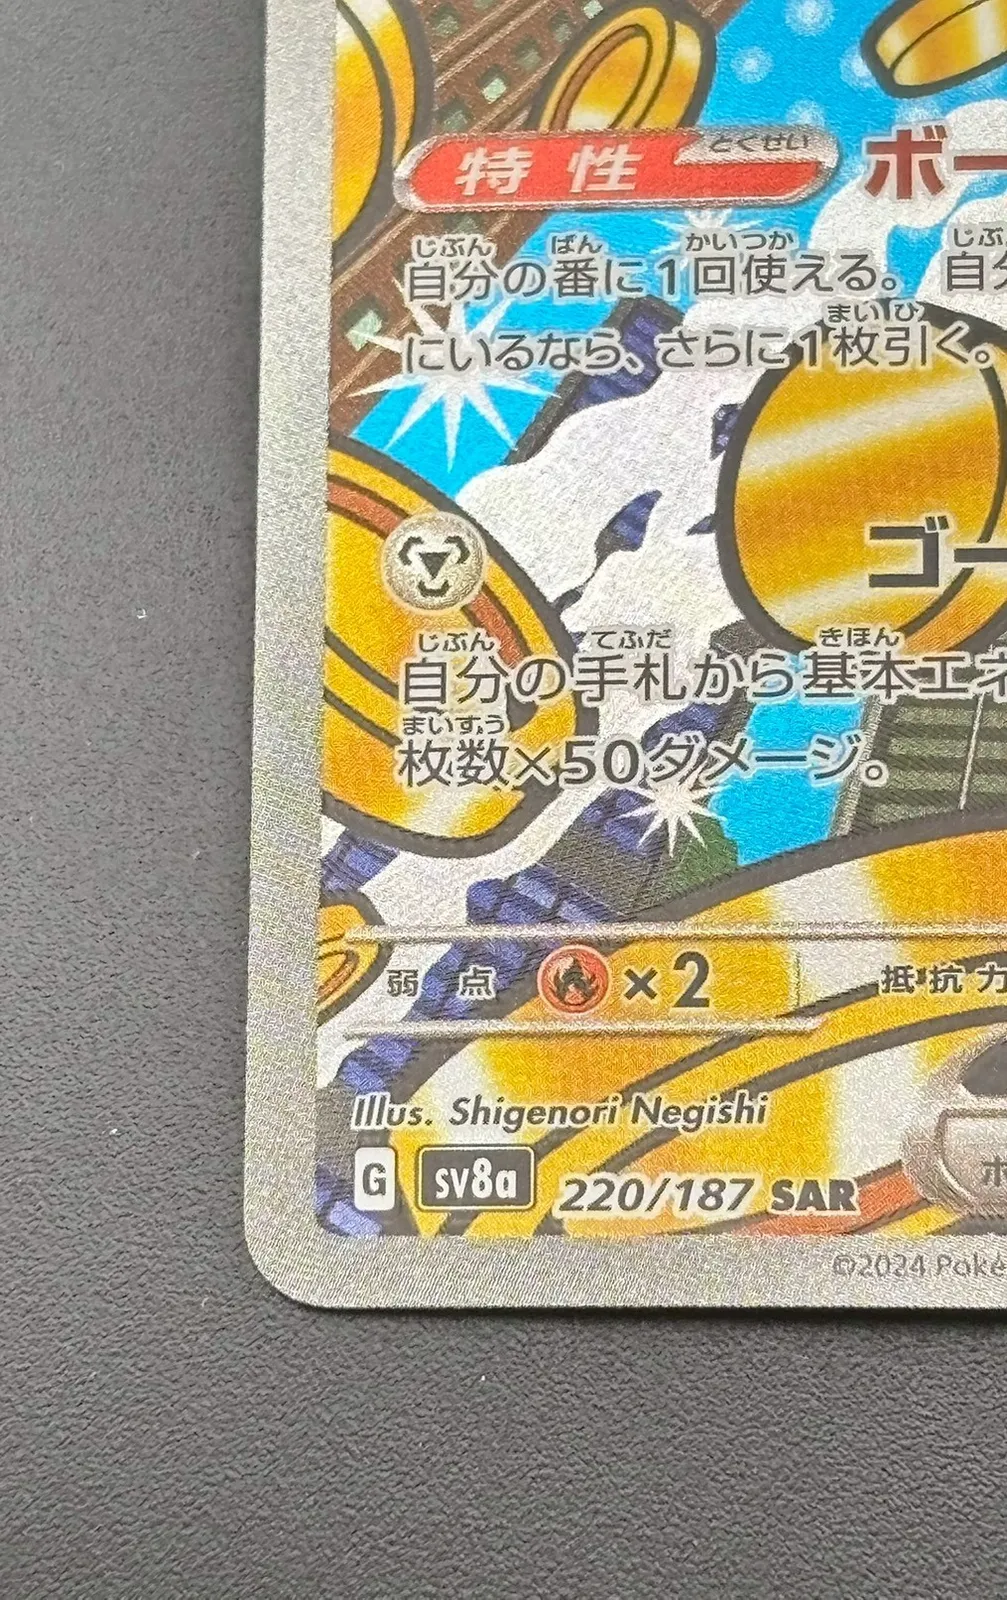 特性 とくせい ボー
じぶん ばん かいつか じぶ
自分の番に1回使える。自分
まい ひ
にいるなら、さらに1枚引く。
ゴー
じぶん てふだ きほん
自分の手札から基本エネ
まいすう
枚数×50ダメージ。
弱点 ×2 抵抗力
Illus. Shigenori Negishi
G sv8a 220/187 SAR ボ
©2024 Poké